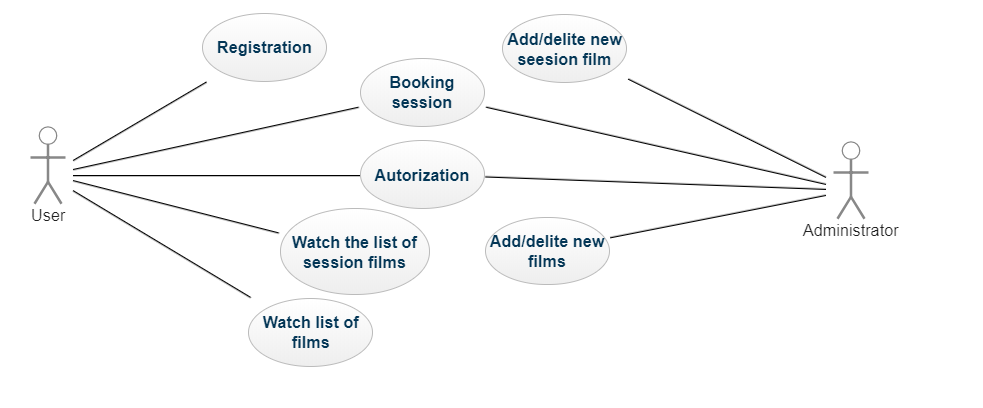 Registration
Add/delite new
seesion film
Booking
session
Autorization
User
Administrator
Watch the list of
session films
Add/delite new
films
Watch list of
films